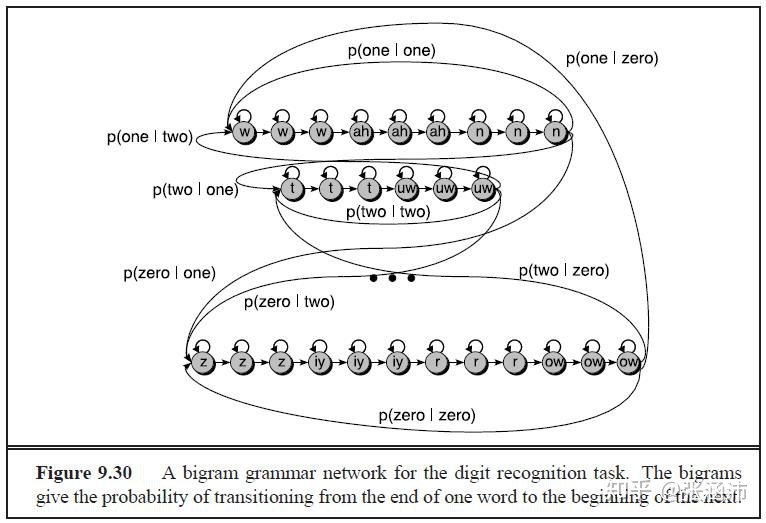 p(one | one)
p(one | zero)
w w w ah ah ah n n n
p(one | two)
p(two | one)
t t t uw uw uw
p(two | two)
p(zero | one)
p(two | zero)
p(zero | two)
z z z iy iy iy r r r ow ow ow
p(zero | zero)
Figure 9.30 A bigram grammar network for the digit recognition task. The bigrams
give the probability of transitioning from the end of one word to the beginning of the next.
知乎 @张涵沛